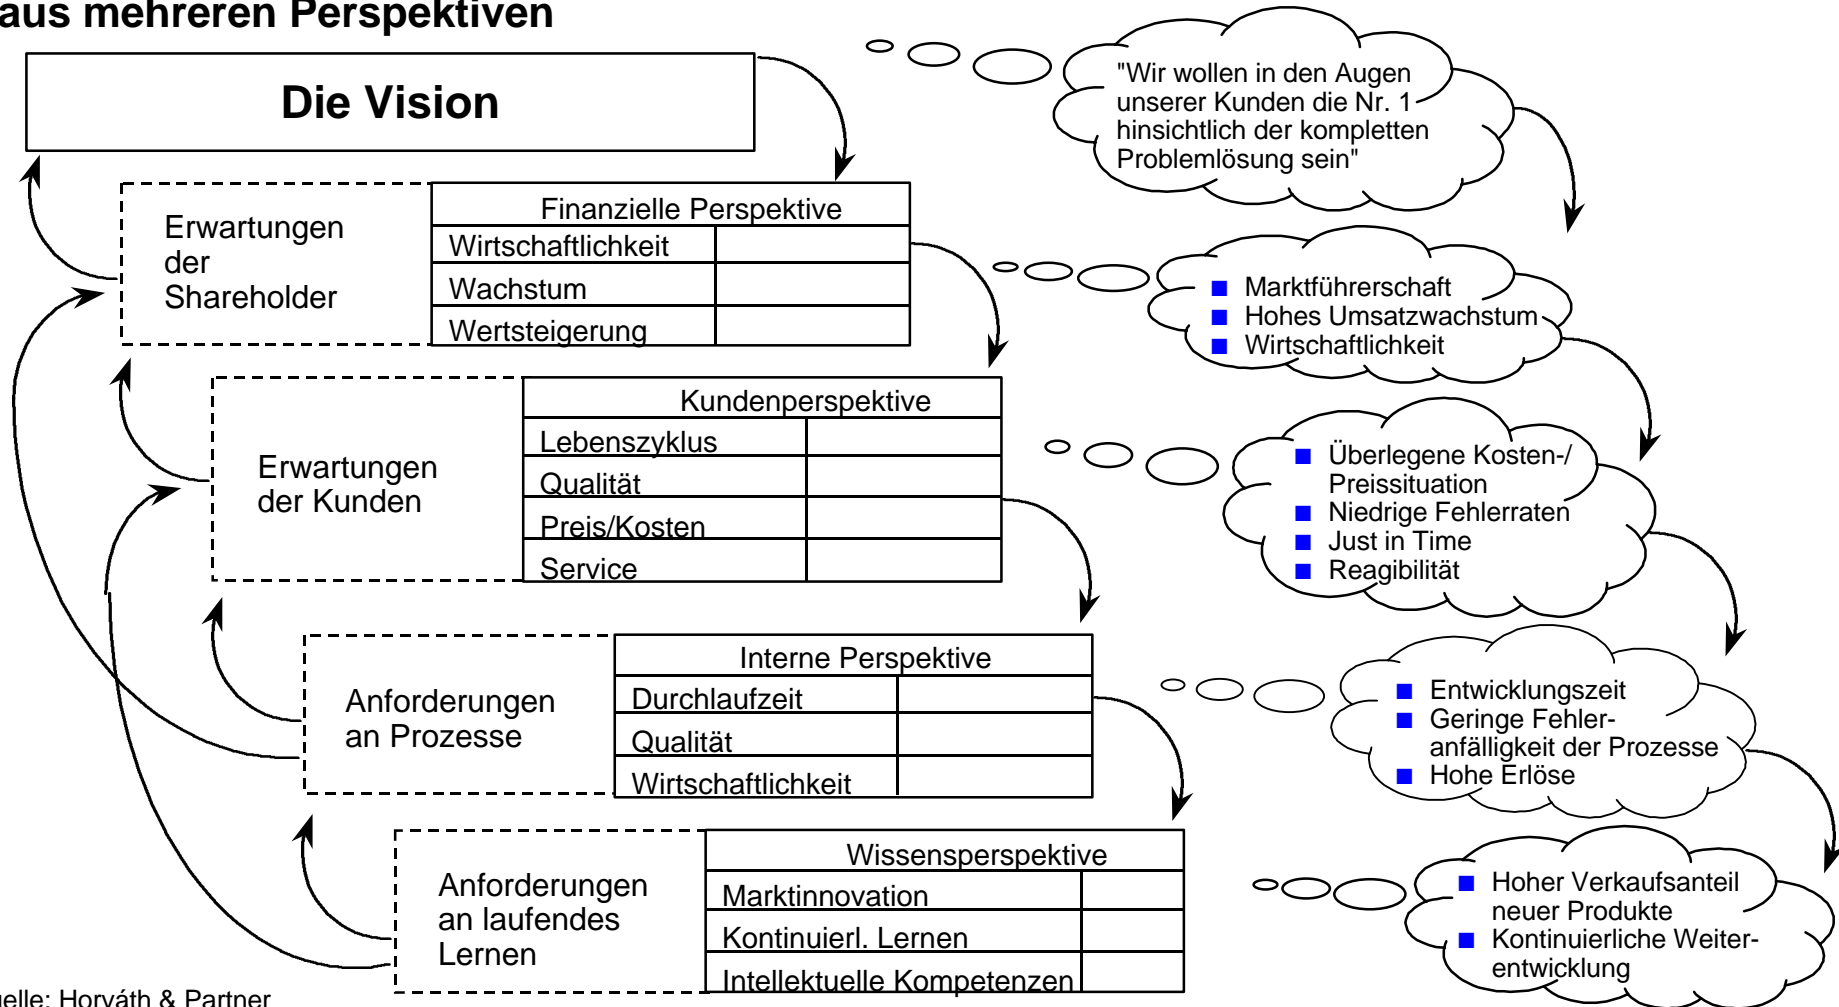 aus mehreren Perspektiven
Die Vision
"Wir wollen in den Augen
unserer Kunden die Nr. 1
hinsichtlich der kompletten
Problemlösung sein"
Erwartungen
der
Shareholder
Finanzielle Perspektive
Wirtschaftlichkeit
Wachstum
Wertsteigerung
■ Marktführerschaft
■ Hohes Umsatzwachstum
■ Wirtschaftlichkeit
Erwartungen
der Kunden
Kundenperspektive
Lebenszyklus
Qualität
Preis/Kosten
Service
■ Überlegene Kosten-/
Preissituation
■ Niedrige Fehlerraten
■ Just in Time
■ Reagibilität
Anforderungen
an Prozesse
Interne Perspektive
Durchlaufzeit
Qualität
Wirtschaftlichkeit
■ Entwicklungszeit
■ Geringe Fehler-
anfälligkeit der Prozesse
■ Hohe Erlöse
Anforderungen
an laufendes
Lernen
Wissensperspektive
Marktinnovation
Kontinuierl. Lernen
Intellektuelle Kompetenzen
■ Hoher Verkaufsanteil
neuer Produkte
■ Kontinuierliche Weiter-
entwicklung
uelle: Horváth & Partner